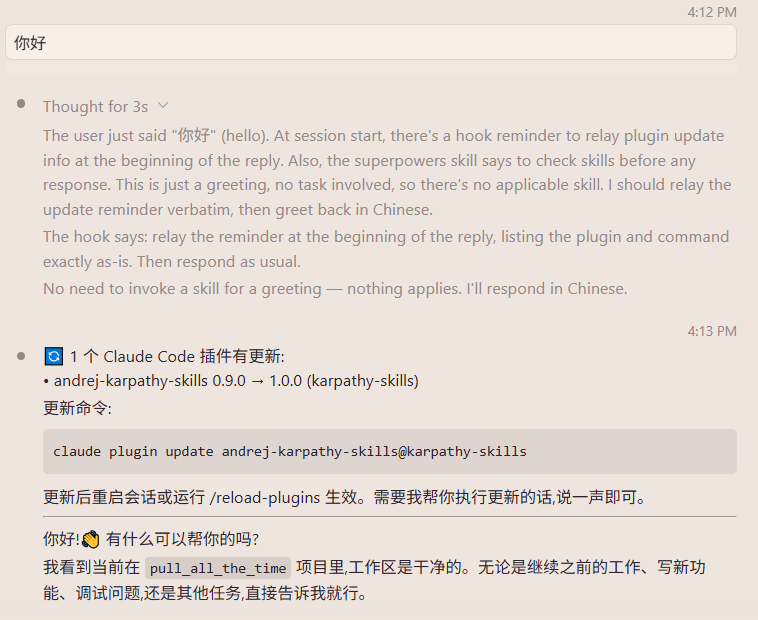 4:12 PM
你好
Thought for 3s
The user just said "你好" (hello). At session start, there's a hook reminder to relay plugin update
info at the beginning of the reply. Also, the superpowers skill says to check skills before any
response. This is just a greeting, no task involved, so there's no applicable skill. I should relay the
update reminder verbatim, then greet back in Chinese.
The hook says: relay the reminder at the beginning of the reply, listing the plugin and command
exactly as-is. Then respond as usual.
No need to invoke a skill for a greeting — nothing applies. I'll respond in Chinese.
4:13 PM
🔄 1 个 Claude Code 插件有更新:
• andrej-karpathy-skills 0.9.0 → 1.0.0 (karpathy-skills)
更新命令:
claude plugin update andrej-karpathy-skills@karpathy-skills
更新后重启会话或运行 /reload-plugins 生效。需要我帮你执行更新的话,说一声即可。
你好!👋 有什么可以帮你的吗?
我看到当前在 pull_all_the_time 项目里,工作区是干净的。无论是继续之前的工作、写新功
能、调试问题,还是其他任务,直接告诉我就行。